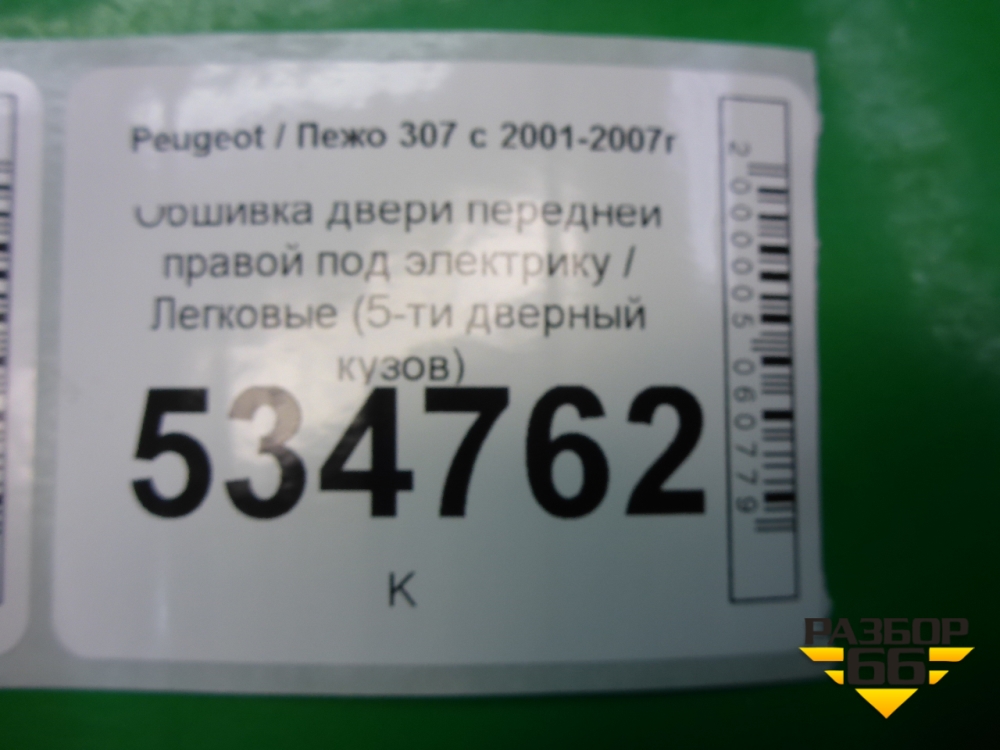 Peugeot / Пежо 307 с 2001-2007г
Обшивка двери передней
правой под электрику /
Легковые (5-ти дверный
кузов)
534762
К
2000005060779
РАЗБОР
66